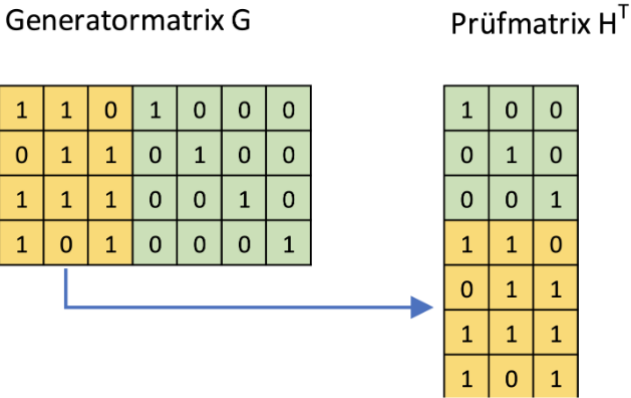 Generatormatrix G
Prüfmatrix Hᵀ
1 1 0 1 0 0 0
0 1 1 0 1 0 0
1 1 1 0 0 1 0
1 0 1 0 0 0 1
1 0 0
0 1 0
0 0 1
1 1 0
0 1 1
1 1 1
1 0 1